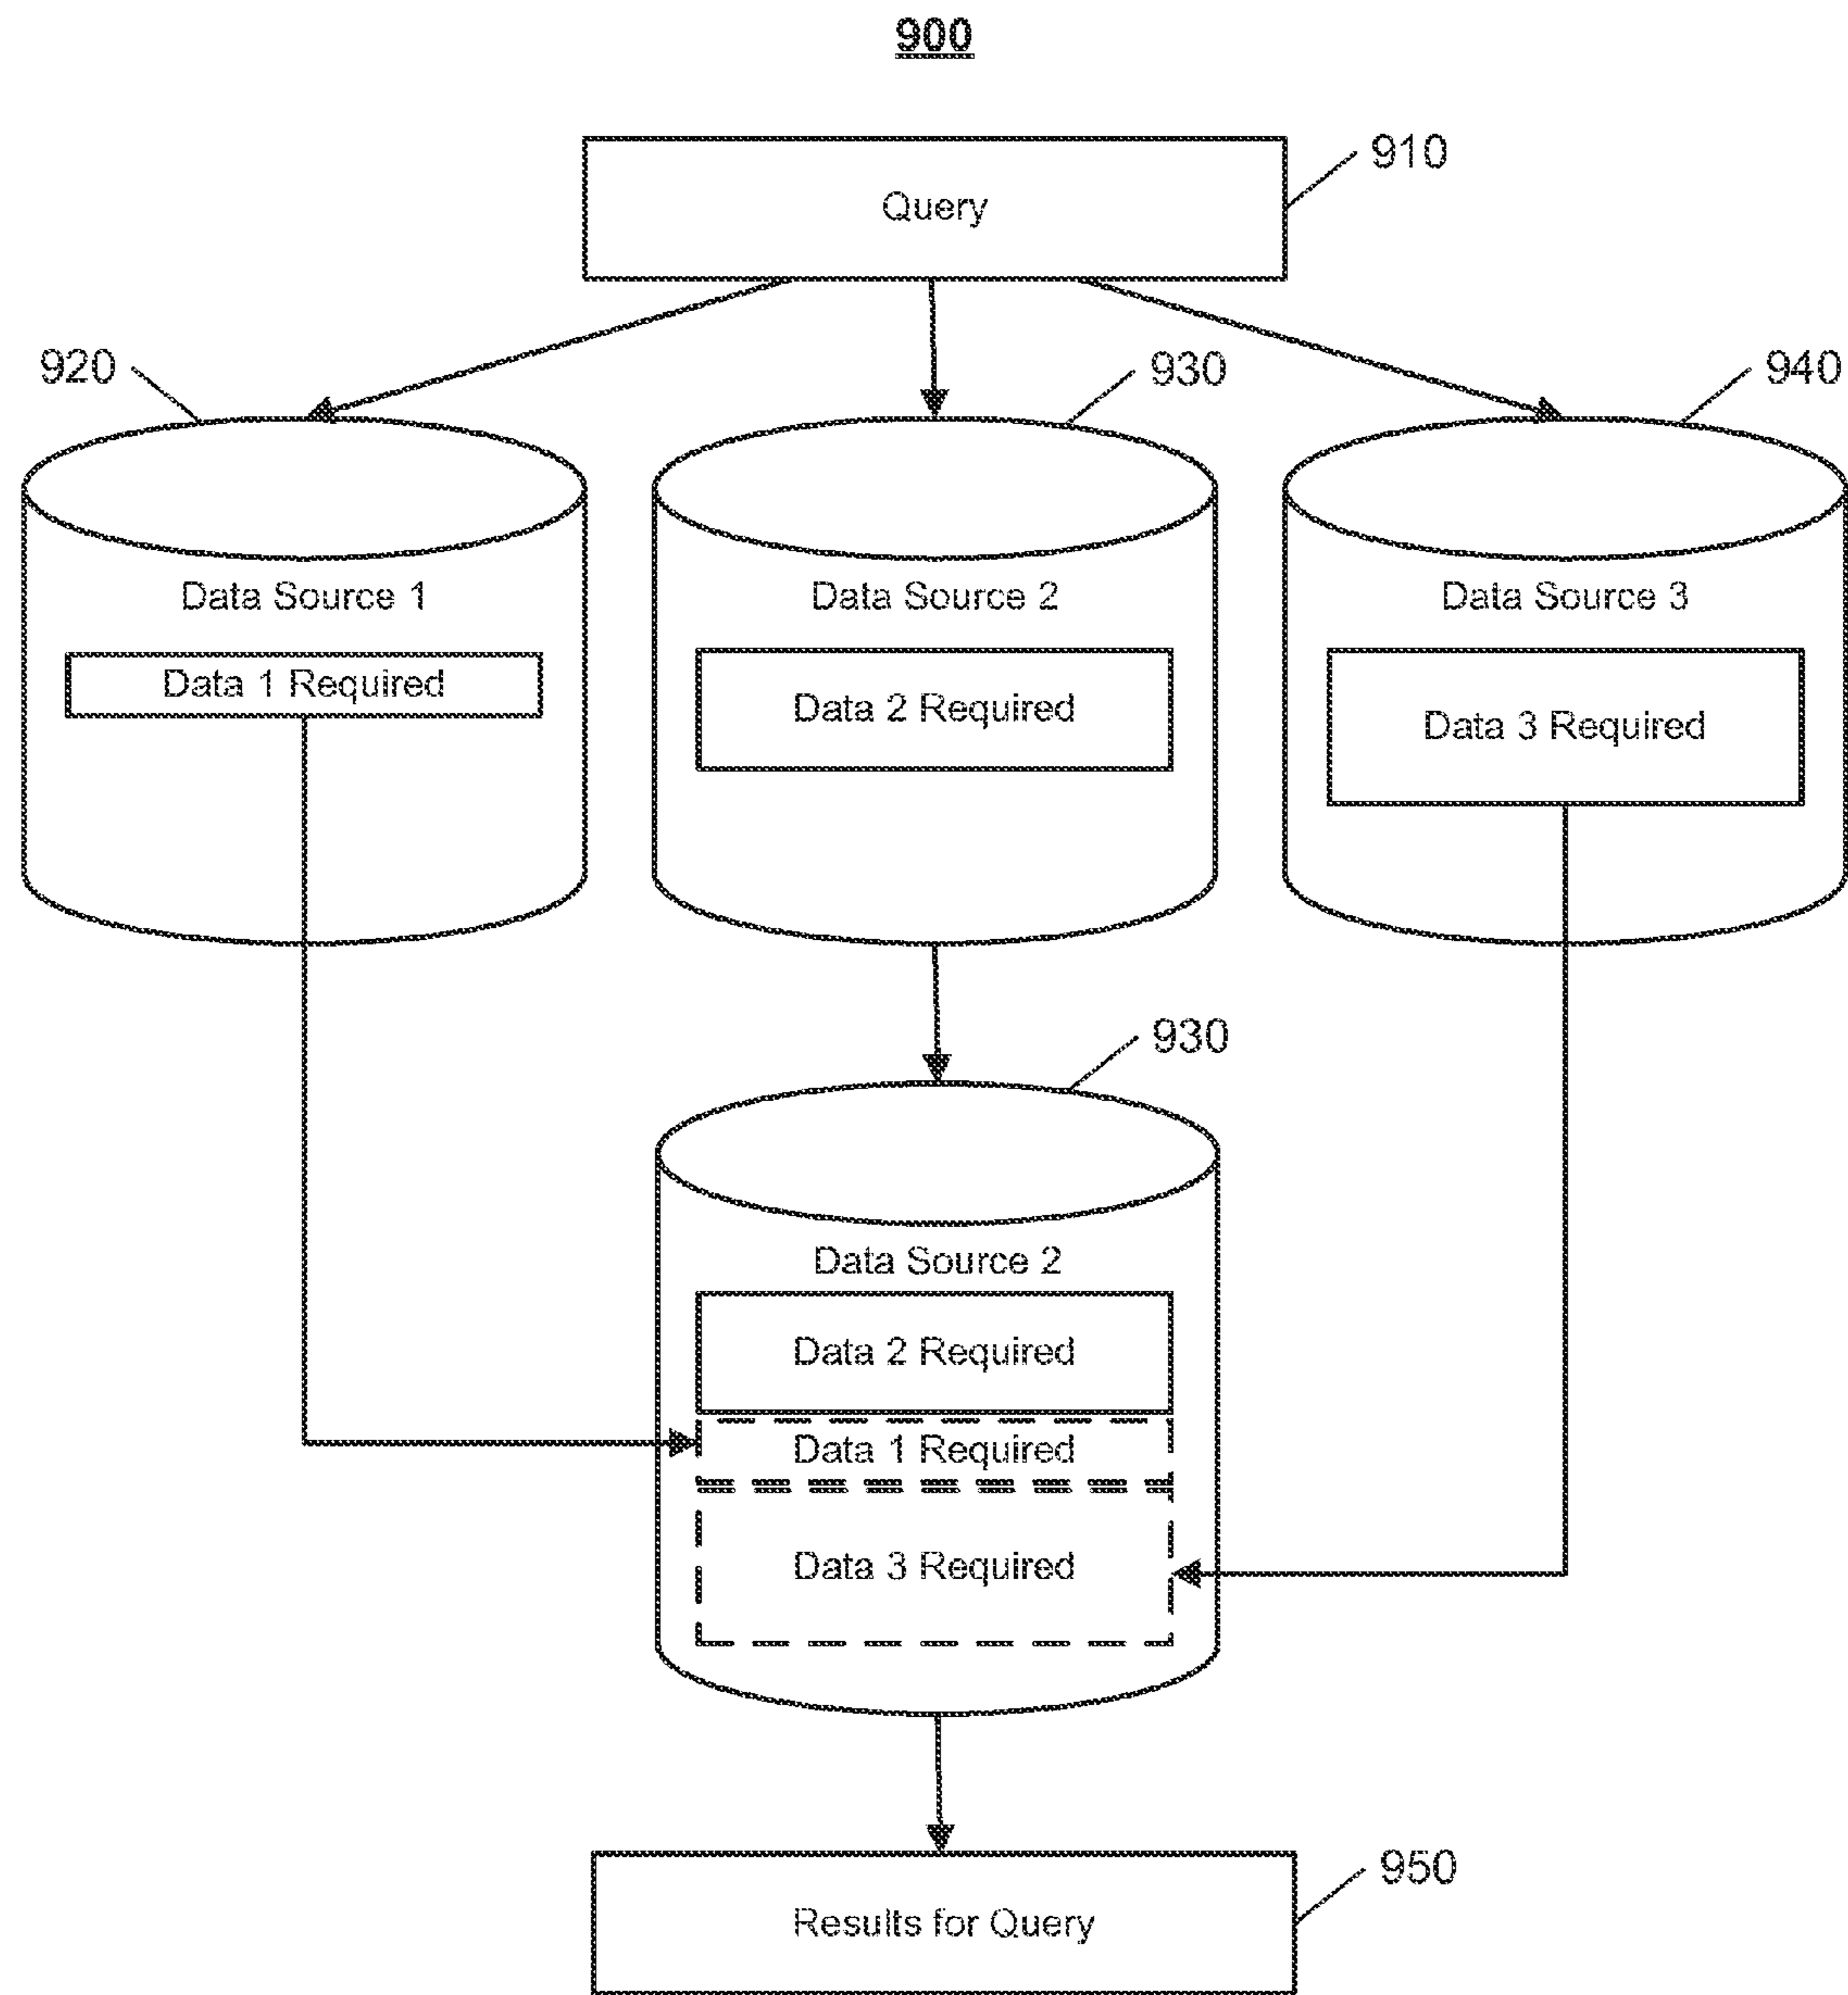 900
910
Query
920
930
940
Data Source 1
Data Source 2
Data Source 3
Data 1 Required
Data 2 Required
Data 3 Required
930
Data Source 2
Data 2 Required
Data 1 Required
Data 3 Required
950
Results for Query